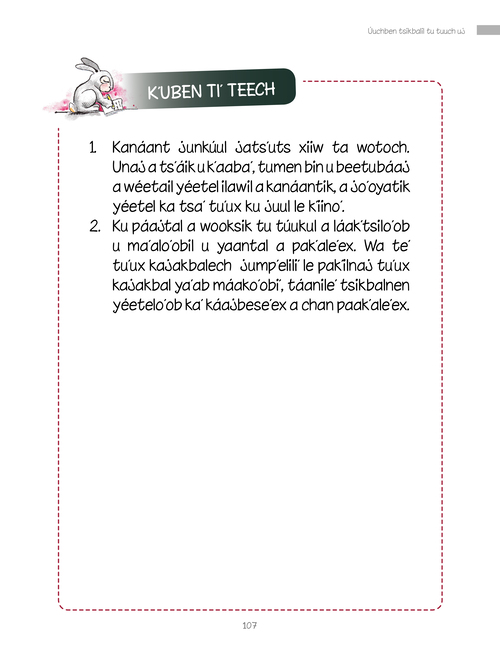 Úuchben tsikbalil tu tuuch uj
K'UBEN TI' TEECH
1. Kanáant junkúul jats'uts xiiw ta wotoch.
Unaj a ts'áik u k'aaba', tumen bin u beetubáaj
a wéetail yéetel ilawil a kanáantik, a jo'oyatik
yéetel ka tsa' tu'ux ku juul le k'iino'.
2. Ku páajtal a wooksik tu túukul a láak'tsilo'ob
u ma'alo'obil u yaantal a pak'ale'ex. Wa te'
tu'ux kajakbalech jump'elili' le pak'ilnaj tu'ux
kajakbal ya'ab máako'obi', táanile' tsikbalnen
yéetelo'ob ka' káajbese'ex a chan paak'ale'ex.
107